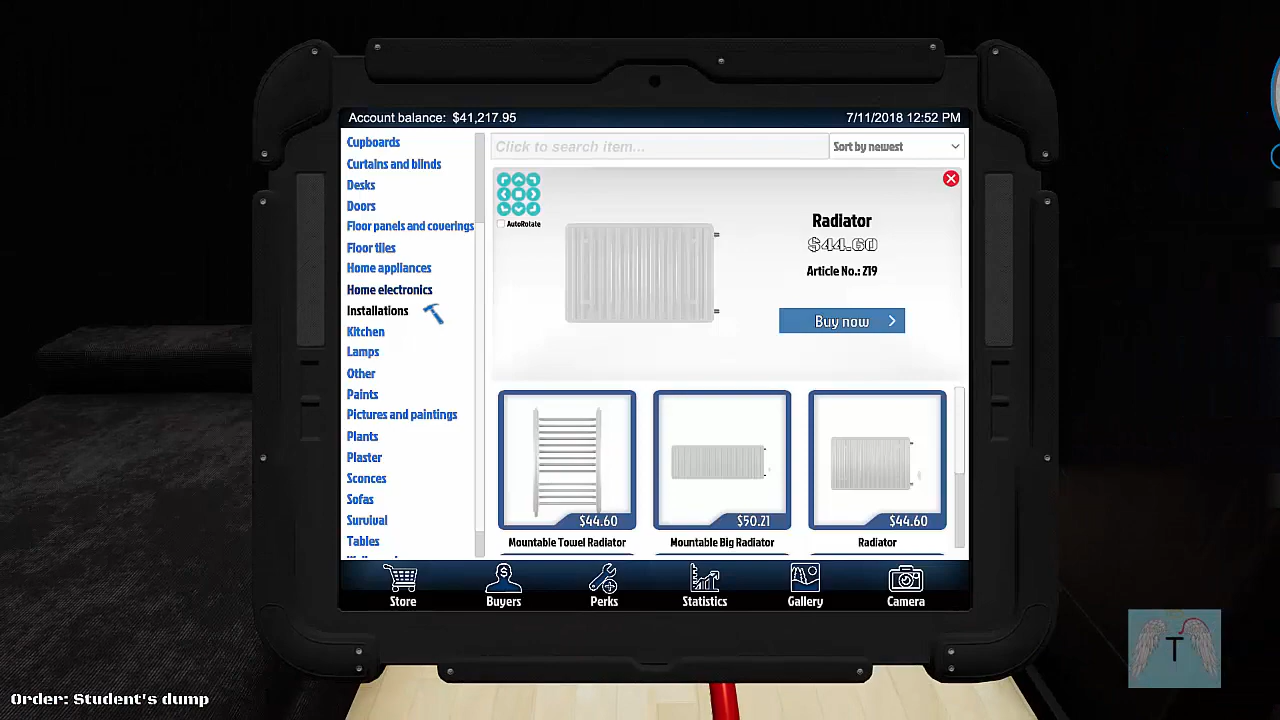 Account balance: $41,217.95
7/11/2018 12:52 PM
Cupboards
Curtains and blinds
Desks
Doors
Floor panels and coverings
Floor tiles
Home appliances
Home electronics
Installations
Kitchen
Lamps
Other
Paints
Pictures and paintings
Plants
Plaster
Sconces
Sofas
Survival
Tables
Click to search item...
Sort by newest
AutoRotate
Radiator
$44.60
Article No.: 219
Buy now
$44.60
$50.21
$44.60
Mountable Towel Radiator
Mountable Big Radiator
Radiator
Store
Buyers
Perks
Statistics
Gallery
Camera
Order: Student's dump
T